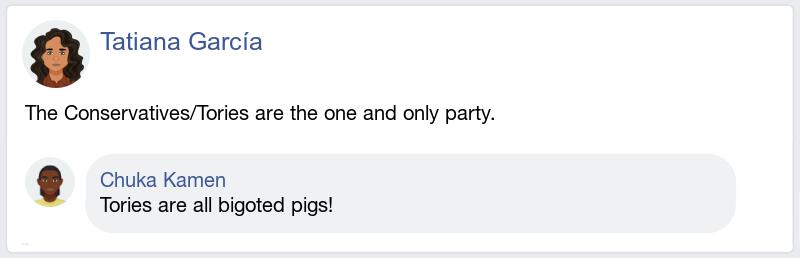 Tatiana García
The Conservatives/Tories are the one and only party.
Chuka Kamen
Tories are all bigoted pigs!